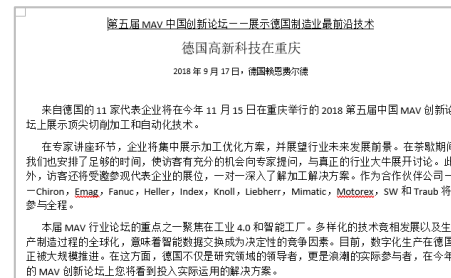 第五届 MAV 中国创新论坛——展示德国制造业最前沿技术
德国高新科技在重庆
2018 年 9 月 17 日，德国赖恩费尔德
来自德国的 11 家代表企业将在今年 11 月 15 日在重庆举行的 2018 第五届中国 MAV 创新论
坛上展示顶尖切削加工和自动化技术。
在专家讲座环节，企业将集中展示加工优化方案，并展望行业未来发展前景。在茶歇期间
我们也安排了足够的时间，使访客有充分的机会向专家提问，与真正的行业大牛展开讨论。此
外，访客还将受邀参观代表企业的展位，一对一深入了解加工解决方案。作为合作伙伴公司—
—Chiron，Emag，Fanuc，Heller，Index，Knoll，Liebherr，Mimatic，Motorex，SW 和 Traub 将
参与全程。
本届 MAV 行业论坛的重点之一聚焦在工业 4.0 和智能工厂。多样化的技术竞相发展以及生
产制造过程的全球化，意味着智能数据交换成为决定性的竞争因素。目前，数字化生产在德国
正被大规模推进。在这方面，德国不仅是研究领域的领导者，更是浪潮的实际参与者，在今年
的 MAV 创新论坛上您将看到投入实际运用的解决方案。